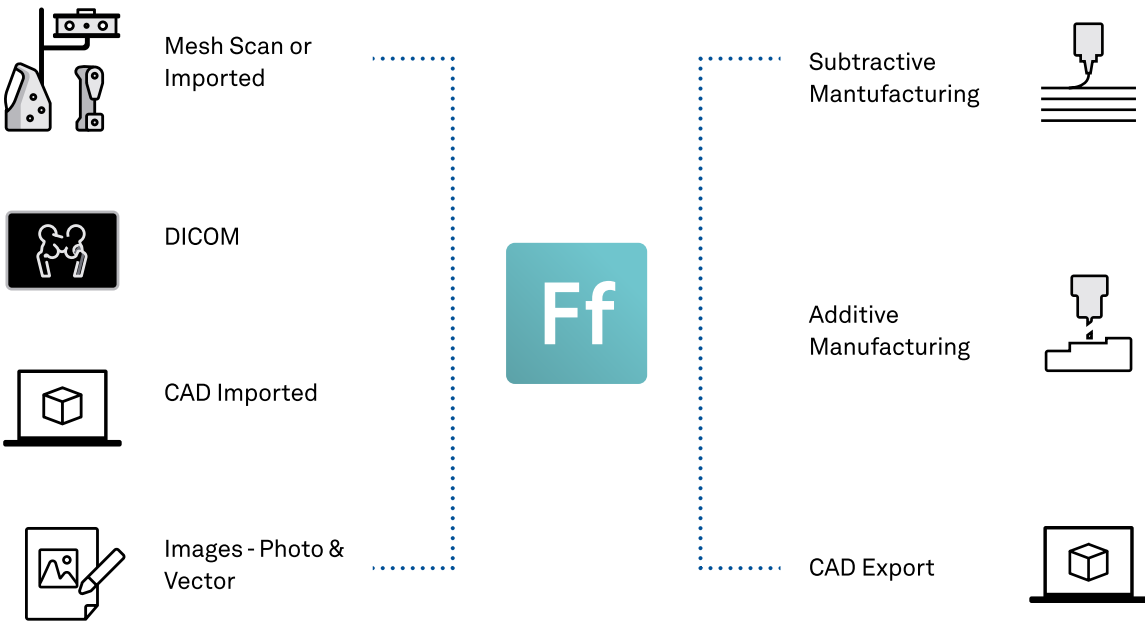 Mesh Scan or
Imported
DICOM
CAD Imported
Images - Photo &
Vector
Ff
Subtractive
Mantufacturing
Additive
Manufacturing
CAD Export